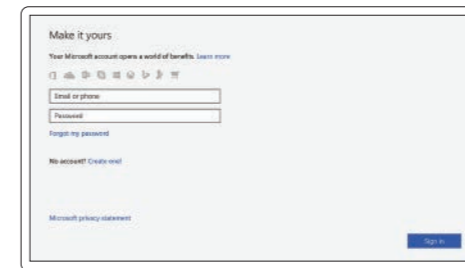 Make it yours
Your Microsoft account opens a world of benefits. Learn more
Email or phone
Password
Forgot my password
No account? Create one!
Microsoft privacy statement
Sign in